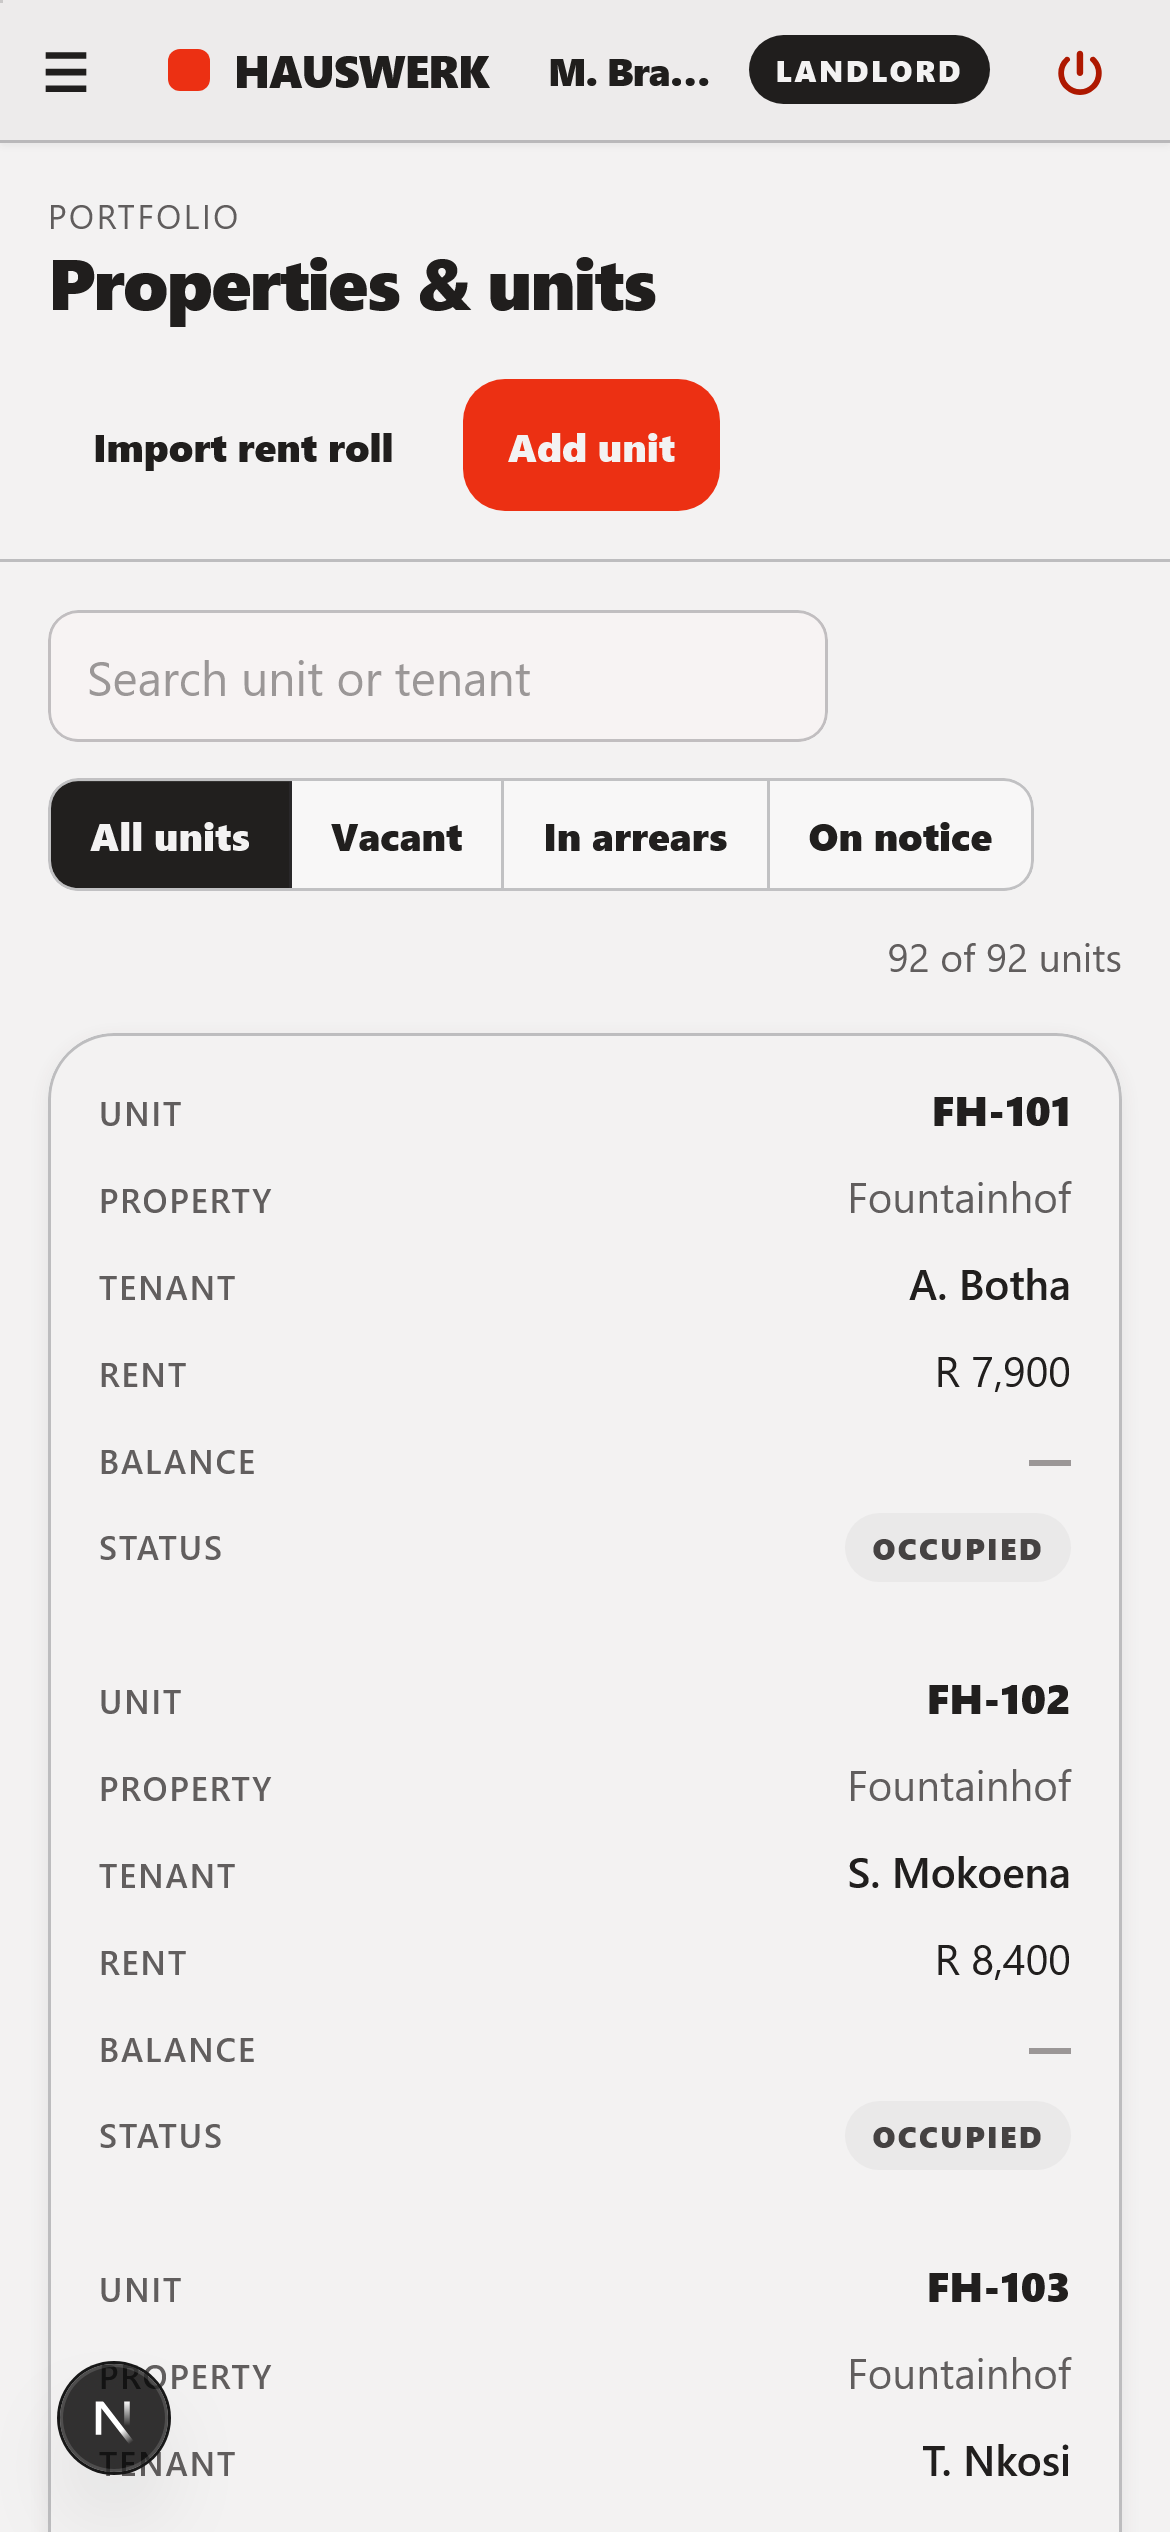 HAUSWERK M. Bra... LANDLORD
PORTFOLIO
Properties & units
Import rent roll Add unit
Search unit or tenant
All units Vacant In arrears On notice
92 of 92 units
UNIT FH-101
PROPERTY Fountainhof
TENANT A. Botha
RENT R 7,900
BALANCE —
STATUS OCCUPIED
UNIT FH-102
PROPERTY Fountainhof
TENANT S. Mokoena
RENT R 8,400
BALANCE —
STATUS OCCUPIED
UNIT FH-103
PROPERTY Fountainhof
N
TENANT T. Nkosi